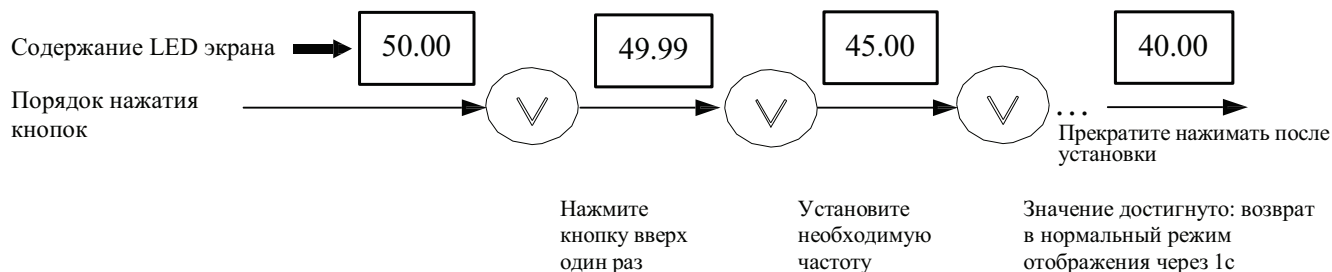 Содержание LED экрана
50.00
49.99
45.00
40.00
Порядок нажатия
кнопок
...
Прекратите нажимать после
установки
Нажмите
кнопку вверх
один раз
Установите
необходимую
частоту
Значение достигнуто: возврат
в нормальный режим
отображения через 1с